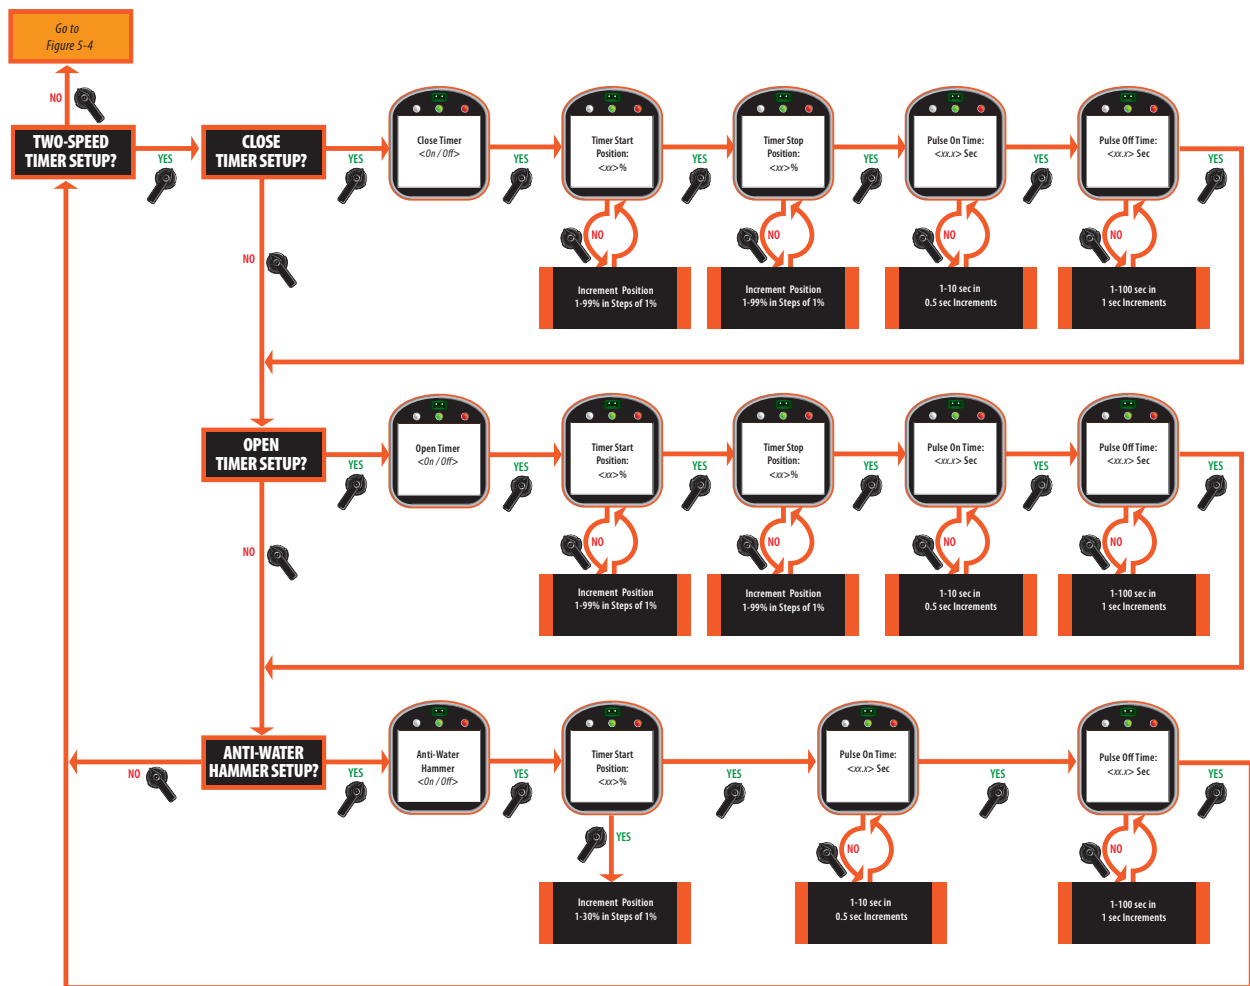 Go to
Figure 5-4
NO
TWO-SPEED
TIMER SETUP?
YES
CLOSE
TIMER SETUP?
YES
Close Timer
<On / Off>
YES
Timer Start
Position:
<xx>%
YES
Timer Stop
Position:
<xx>%
YES
Pulse On Time:
<xx.x> Sec
YES
Pulse Off Time:
<xx.x> Sec
YES
NO
NO
NO
NO
NO
Increment Position
1-99% in Steps of 1%
Increment Position
1-99% in Steps of 1%
1-10 sec in
0.5 sec Increments
1-100 sec in
1 sec Increments
OPEN
TIMER SETUP?
YES
Open Timer
<On / Off>
YES
Timer Start
Position:
<xx>%
YES
Timer Stop
Position:
<xx>%
YES
Pulse On Time:
<xx.x> Sec
YES
Pulse Off Time:
<xx.x> Sec
YES
NO
NO
NO
NO
NO
Increment Position
1-99% in Steps of 1%
Increment Position
1-99% in Steps of 1%
1-10 sec in
0.5 sec Increments
1-100 sec in
1 sec Increments
NO
ANTI-WATER
HAMMER SETUP?
YES
Anti-Water
Hammer
<On / Off>
YES
Timer Start
Position:
<xx>%
YES
Pulse On Time:
<xx.x> Sec
YES
Pulse Off Time:
<xx.x> Sec
YES
YES
NO
NO
Increment Position
1-30% in Steps of 1%
1-10 sec in
0.5 sec Increments
1-100 sec in
1 sec Increments